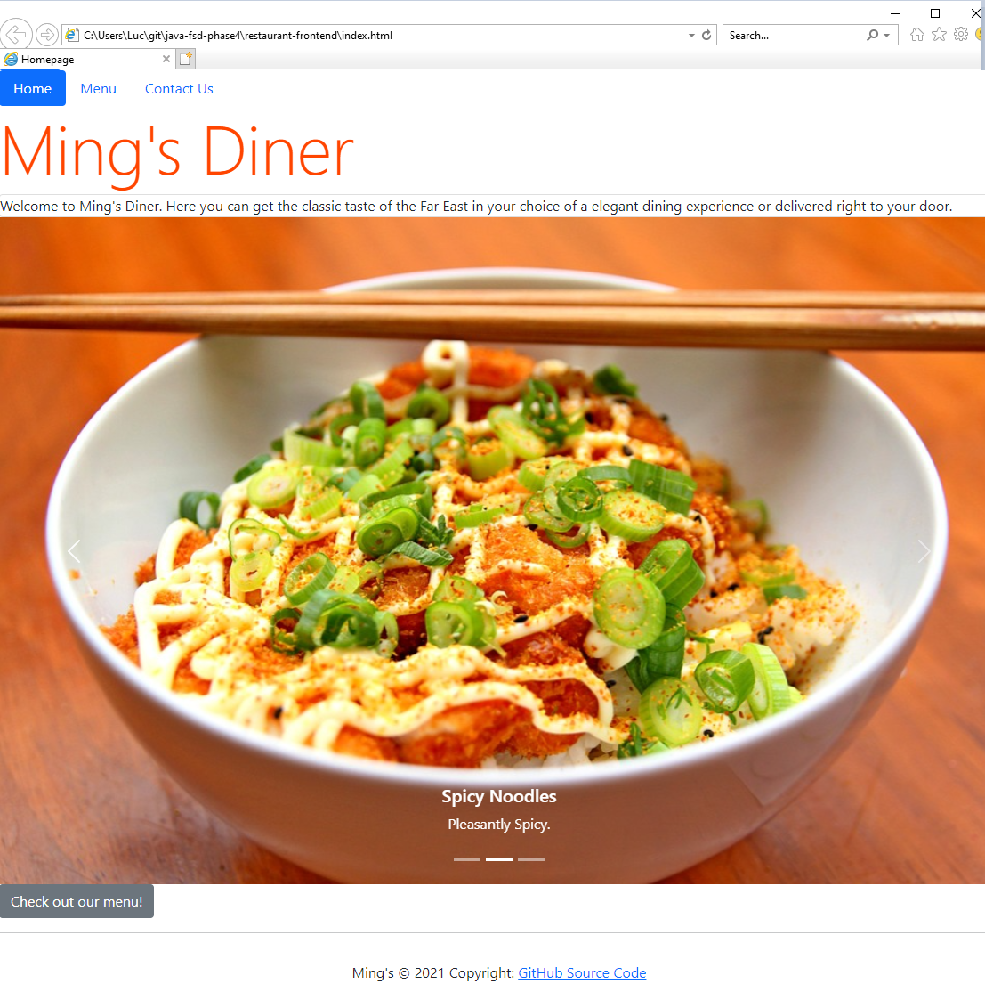 C:\Users\Luc\git\java-fsd-phase4\restaurant-frontend\index.html
Search...
Homepage
Home Menu Contact Us
Ming's Diner
Welcome to Ming's Diner. Here you can get the classic taste of the Far East in your choice of a elegant dining experience or delivered right to your door.
Spicy Noodles
Pleasantly Spicy.
Check out our menu!
Ming's © 2021 Copyright: GitHub Source Code